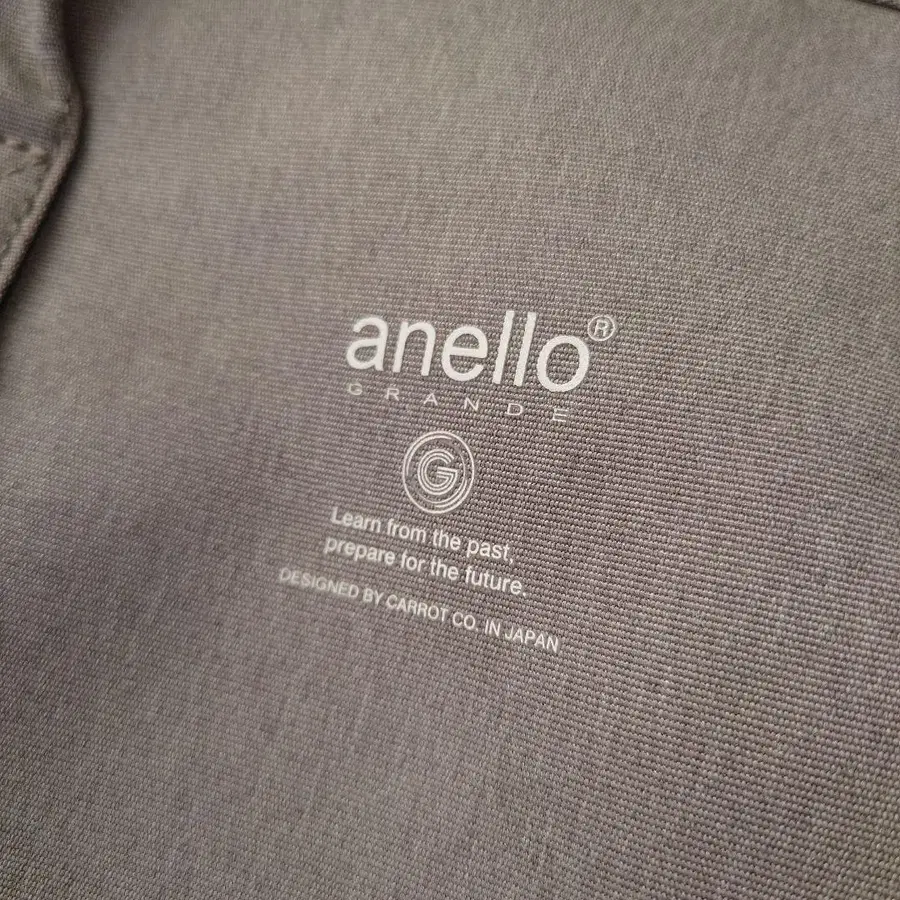 anello®
GRANDE
G
Learn from the past,
prepare for the future.
DESIGNED BY CARROT CO. IN JAPAN